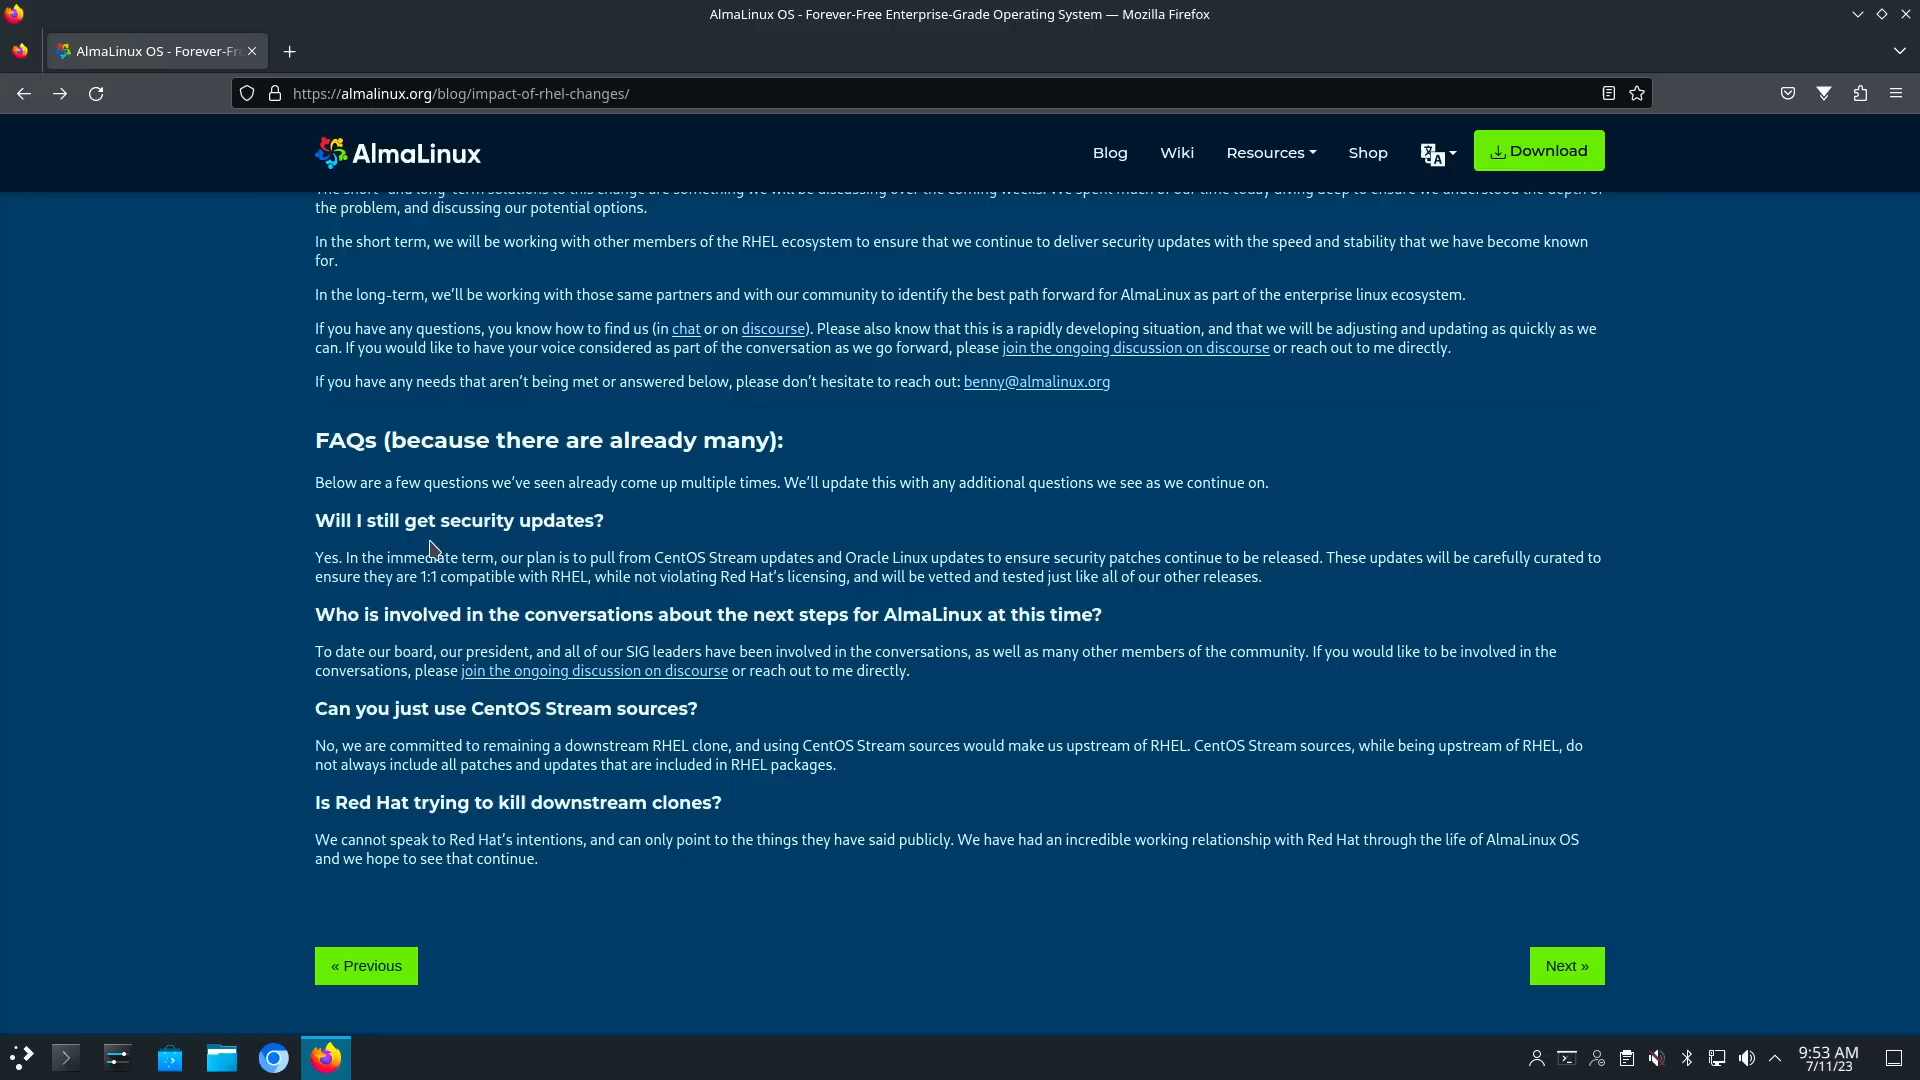 AlmaLinux OS - Forever-Free Enterprise-Grade Operating System — Mozilla Firefox
AlmaLinux OS - Forever-Fre
https://almalinux.org/blog/impact-of-rhel-changes/
AlmaLinux
Blog
Wiki
Resources
Shop
Download
The short- and long-term solutions to this change are something we will be discussing over the coming weeks. We spent much of our time today diving deep to ensure we understood the depth of
the problem, and discussing our potential options.
In the short term, we will be working with other members of the RHEL ecosystem to ensure that we continue to deliver security updates with the speed and stability that we have become known
for.
In the long-term, we’ll be working with those same partners and with our community to identify the best path forward for AlmaLinux as part of the enterprise linux ecosystem.
If you have any questions, you know how to find us (in chat or on discourse). Please also know that this is a rapidly developing situation, and that we will be adjusting and updating as quickly as we
can. If you would like to have your voice considered as part of the conversation as we go forward, please join the ongoing discussion on discourse or reach out to me directly.
If you have any needs that aren’t being met or answered below, please don’t hesitate to reach out: benny@almalinux.org
FAQs (because there are already many):
Below are a few questions we’ve seen already come up multiple times. We’ll update this with any additional questions we see as we continue on.
Will I still get security updates?
Yes. In the immediate term, our plan is to pull from CentOS Stream updates and Oracle Linux updates to ensure security patches continue to be released. These updates will be carefully curated to
ensure they are 1:1 compatible with RHEL, while not violating Red Hat’s licensing, and will be vetted and tested just like all of our other releases.
Who is involved in the conversations about the next steps for AlmaLinux at this time?
To date our board, our president, and all of our SIG leaders have been involved in the conversations, as well as many other members of the community. If you would like to be involved in the
conversations, please join the ongoing discussion on discourse or reach out to me directly.
Can you just use CentOS Stream sources?
No, we are committed to remaining a downstream RHEL clone, and using CentOS Stream sources would make us upstream of RHEL. CentOS Stream sources, while being upstream of RHEL, do
not always include all patches and updates that are included in RHEL packages.
Is Red Hat trying to kill downstream clones?
We cannot speak to Red Hat’s intentions, and can only point to the things they have said publicly. We have had an incredible working relationship with Red Hat through the life of AlmaLinux OS
and we hope to see that continue.
« Previous
Next »
9:53 AM
7/11/23